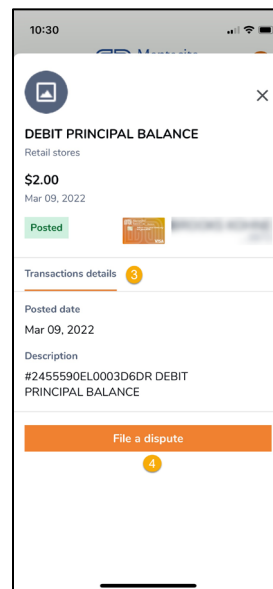 10:30
DEBIT PRINCIPAL BALANCE
Retail stores
$2.00
Mar 09, 2022
Posted
VISA
Transactions details 3
Posted date
Mar 09, 2022
Description
#2455590EL0003D6DR DEBIT
PRINCIPAL BALANCE
File a dispute
4